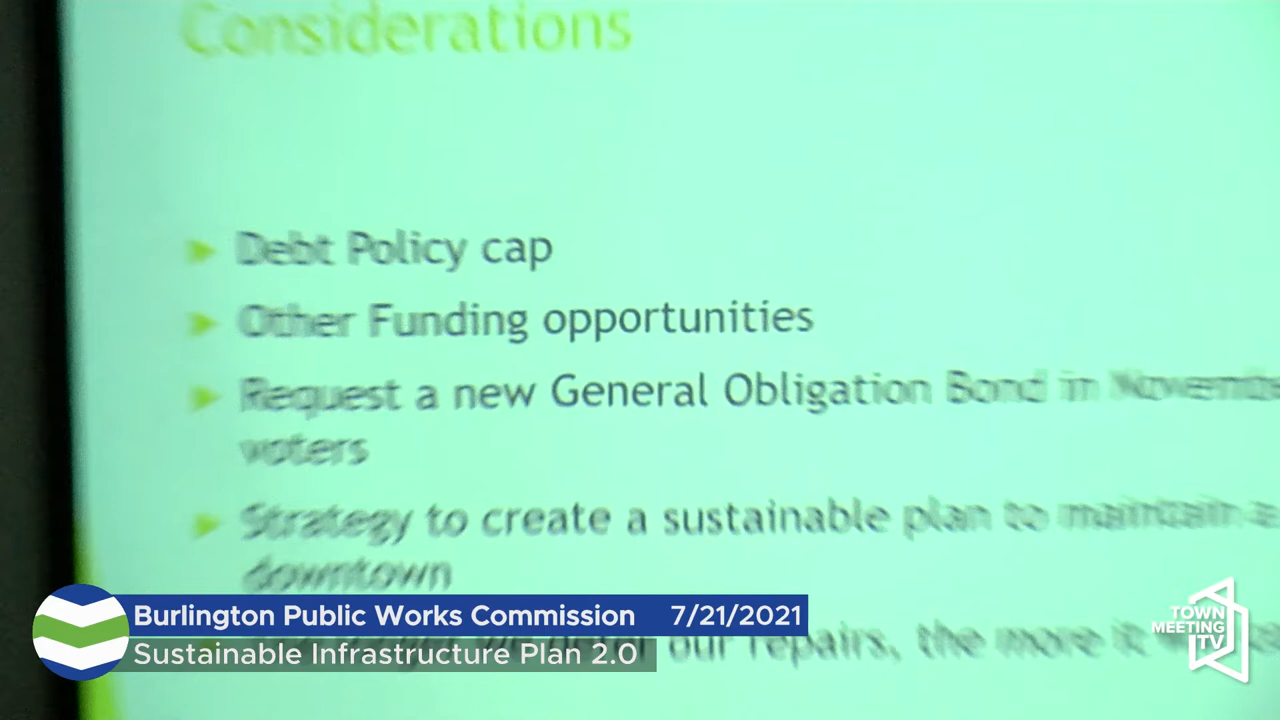 Considerations
Debt Policy cap
Other Funding opportunities
Request a new General Obligation Bond in
voters
Strategy to create a sustainable plan to maintain
downtown
our repairs, the more it
Burlington Public Works Commission 7/21/2021
Sustainable Infrastructure Plan 2.0
TOWN
MEETING
TV